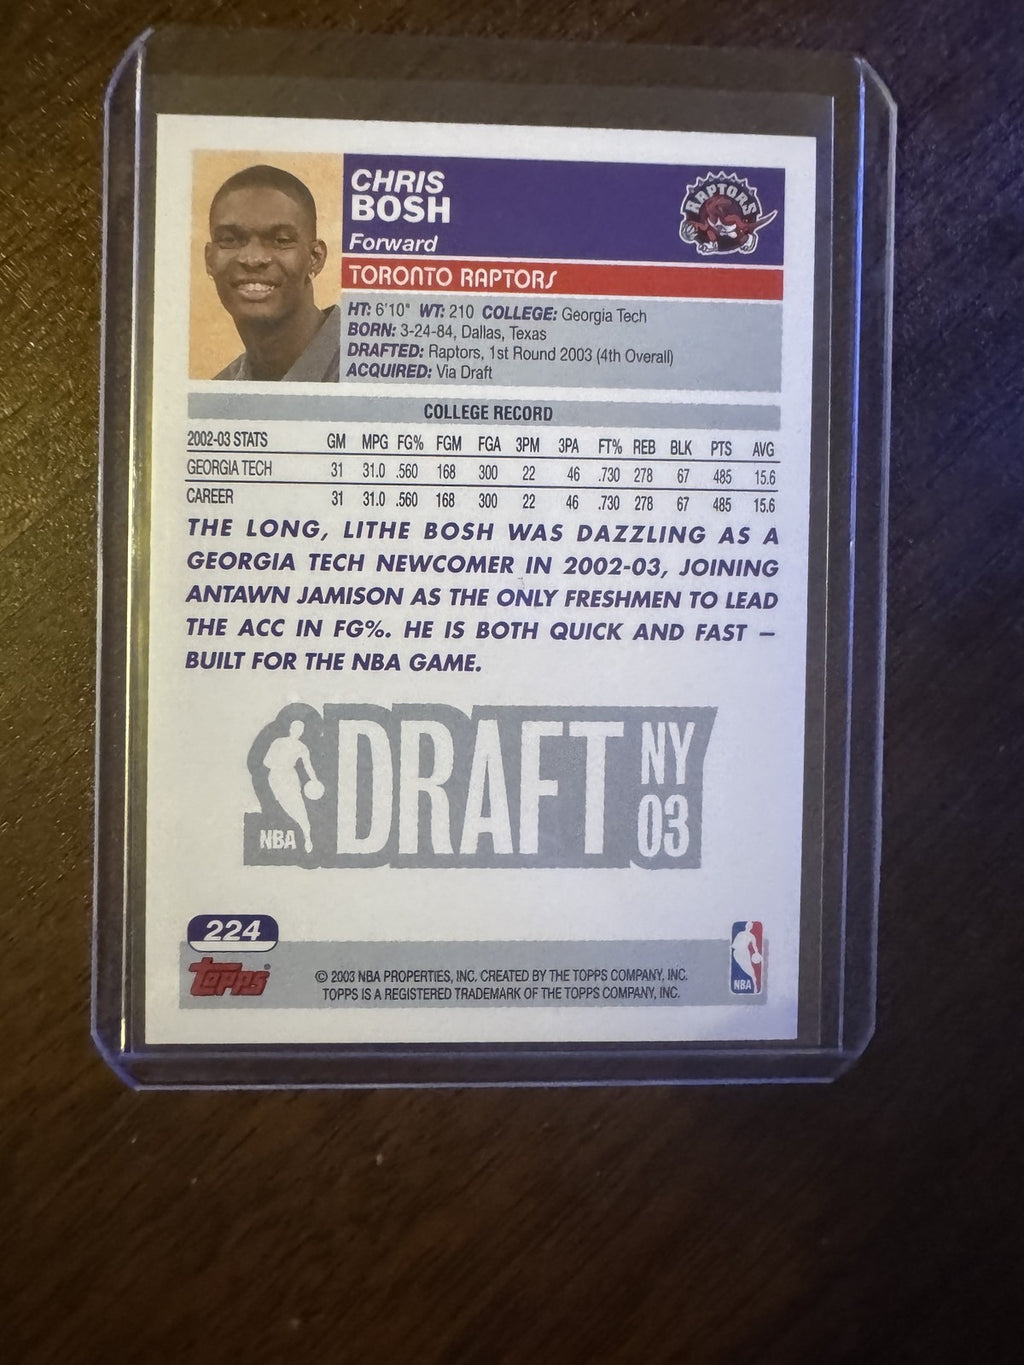 CHRIS
BOSH
Forward
RAPTORS
TORONTO RAPTORS
HT: 6'10" WT: 210 COLLEGE: Georgia Tech
BORN: 3-24-84, Dallas, Texas
DRAFTED: Raptors, 1st Round 2003 (4th Overall)
ACQUIRED: Via Draft
COLLEGE RECORD
2002-03 STATS GM MPG FG% FGM FGA 3PM 3PA FT% REB BLK PTS AVG
GEORGIA TECH 31 31.0 .560 168 300 22 46 .730 278 67 485 15.6
CAREER 31 31.0 .560 168 300 22 46 .730 278 67 485 15.6
THE LONG, LITHE BOSH WAS DAZZLING AS A
GEORGIA TECH NEWCOMER IN 2002-03, JOINING
ANTAWN JAMISON AS THE ONLY FRESHMEN TO LEAD
THE ACC IN FG%. HE IS BOTH QUICK AND FAST –
BUILT FOR THE NBA GAME.
NBA DRAFT NY
03
224
Topps®
© 2003 NBA PROPERTIES, INC. CREATED BY THE TOPPS COMPANY, INC.
TOPPS IS A REGISTERED TRADEMARK OF THE TOPPS COMPANY, INC.
NBA